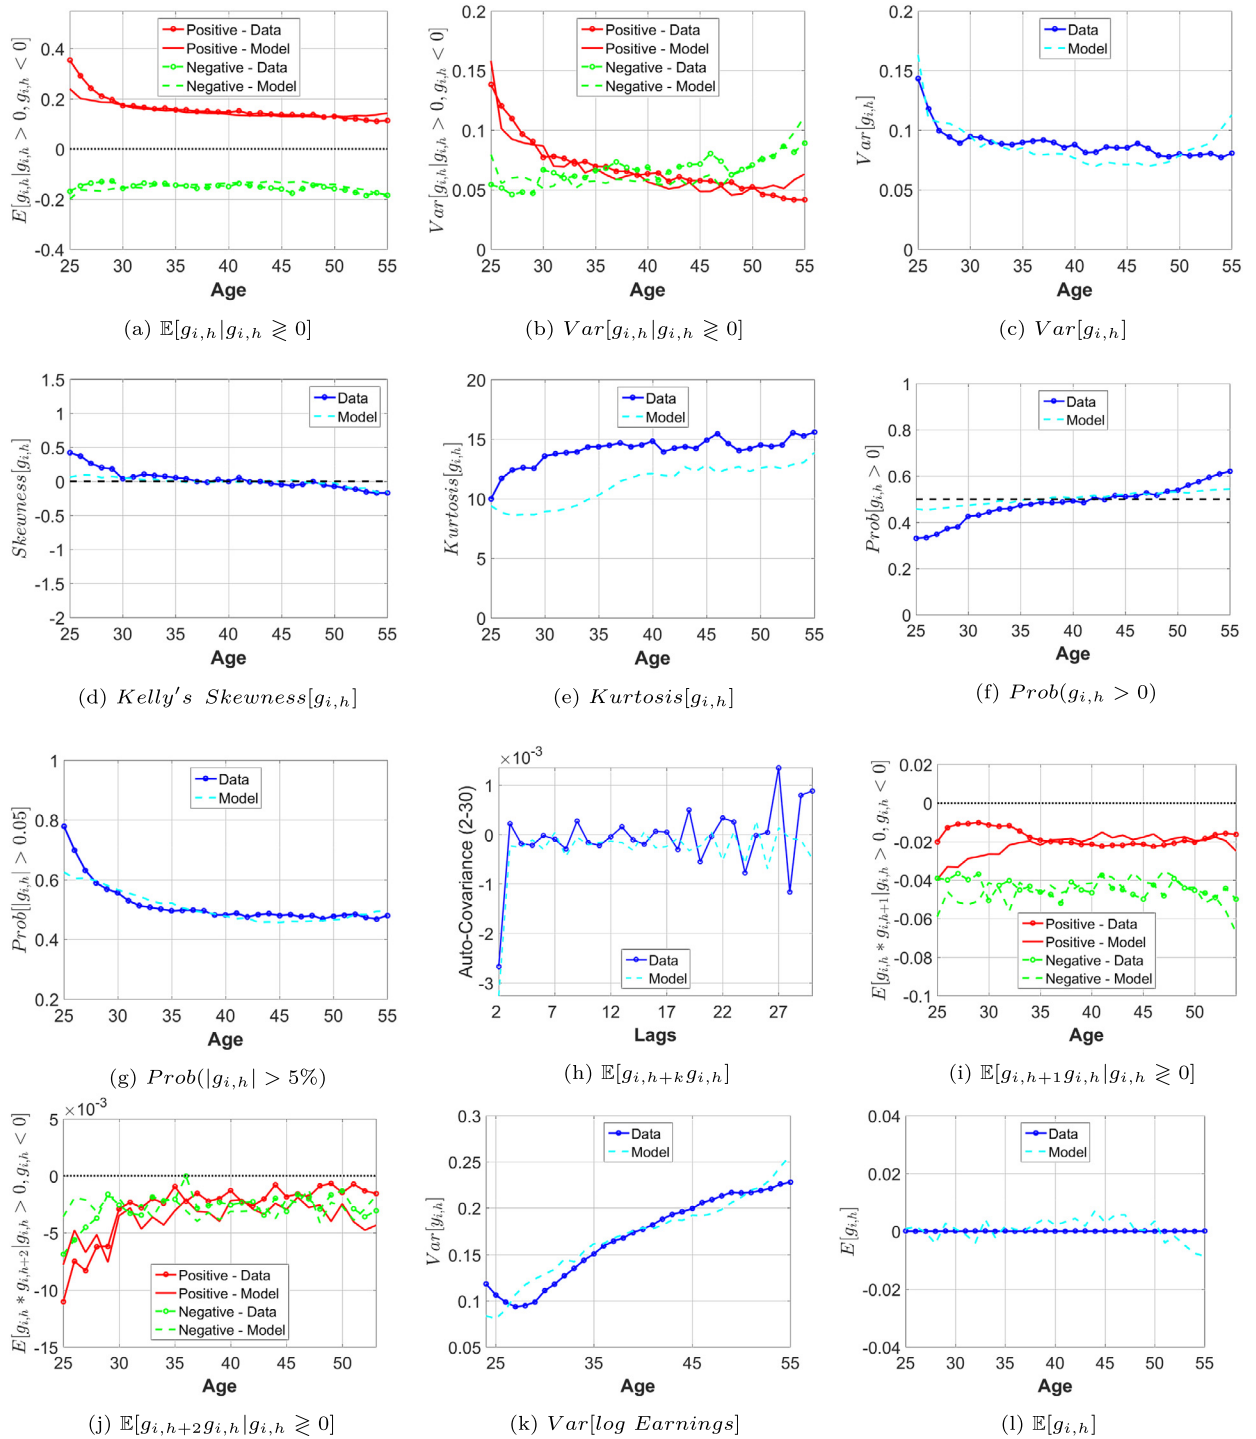 Positive - Data
Positive - Model
Negative - Data
Negative - Model
E[g_{i,h}|g_{i,h} > 0, g_{i,h} < 0]
0.4
0.2
0
-0.2
-0.4
25 30 35 40 45 50 55
Age
(a) 𝔼[g_{i,h}|g_{i,h} ≷ 0]
Positive - Data
Positive - Model
Negative - Data
Negative - Model
Var[g_{i,h}|g_{i,h} > 0, g_{i,h} < 0]
0.2
0.15
0.1
0.05
0
25 30 35 40 45 50 55
Age
(b) Var[g_{i,h}|g_{i,h} ≷ 0]
Data
Model
Var[g_{i,h}]
0.2
0.15
0.1
0.05
0
25 30 35 40 45 50 55
Age
(c) Var[g_{i,h}]
Data
Model
Skewness[g_{i,h}]
1.5
1
0.5
0
-0.5
-1
-1.5
-2
25 30 35 40 45 50 55
Age
(d) Kelly's Skewness[g_{i,h}]
Data
Model
Kurtosis[g_{i,h}]
20
15
10
5
0
25 30 35 40 45 50 55
Age
(e) Kurtosis[g_{i,h}]
Data
Model
Prob[g_{i,h} > 0)
1
0.8
0.6
0.4
0.2
0
25 30 35 40 45 50 55
Age
(f) Prob(g_{i,h} > 0)
Data
Model
Prob[|g_{i,h}| > 0.05)
1
0.8
0.6
0.4
0.2
25 30 35 40 45 50 55
Age
(g) Prob(|g_{i,h}| > 5%)
×10⁻³
Data
Model
Auto-Covariance (2-30)
1
0
-1
-2
-3
2 7 12 17 22 27
Lags
(h) 𝔼[g_{i,h+k}g_{i,h}]
Positive - Data
Positive - Model
Negative - Data
Negative - Model
E[g_{i,h} * g_{i,h+1}|g_{i,h} > 0, g_{i,h} < 0]
0.02
0
-0.02
-0.04
-0.06
-0.08
-0.1
25 30 35 40 45 50
Age
(i) 𝔼[g_{i,h+1}g_{i,h}|g_{i,h} ≷ 0]
×10⁻³
Positive - Data
Positive - Model
Negative - Data
Negative - Model
E[g_{i,h} * g_{i,h+2}|g_{i,h} > 0, g_{i,h} < 0]
5
0
-5
-10
-15
25 30 35 40 45 50
Age
(j) 𝔼[g_{i,h+2}g_{i,h}|g_{i,h} ≷ 0]
Data
Model
Var[g_{i,h}]
0.3
0.25
0.2
0.15
0.1
0.05
25 35 45 55
Age
(k) Var[log Earnings]
Data
Model
E[g_{i,h}]
0.04
0.02
0
-0.02
-0.04
25 30 35 40 45 50 55
Age
(l) 𝔼[g_{i,h}]